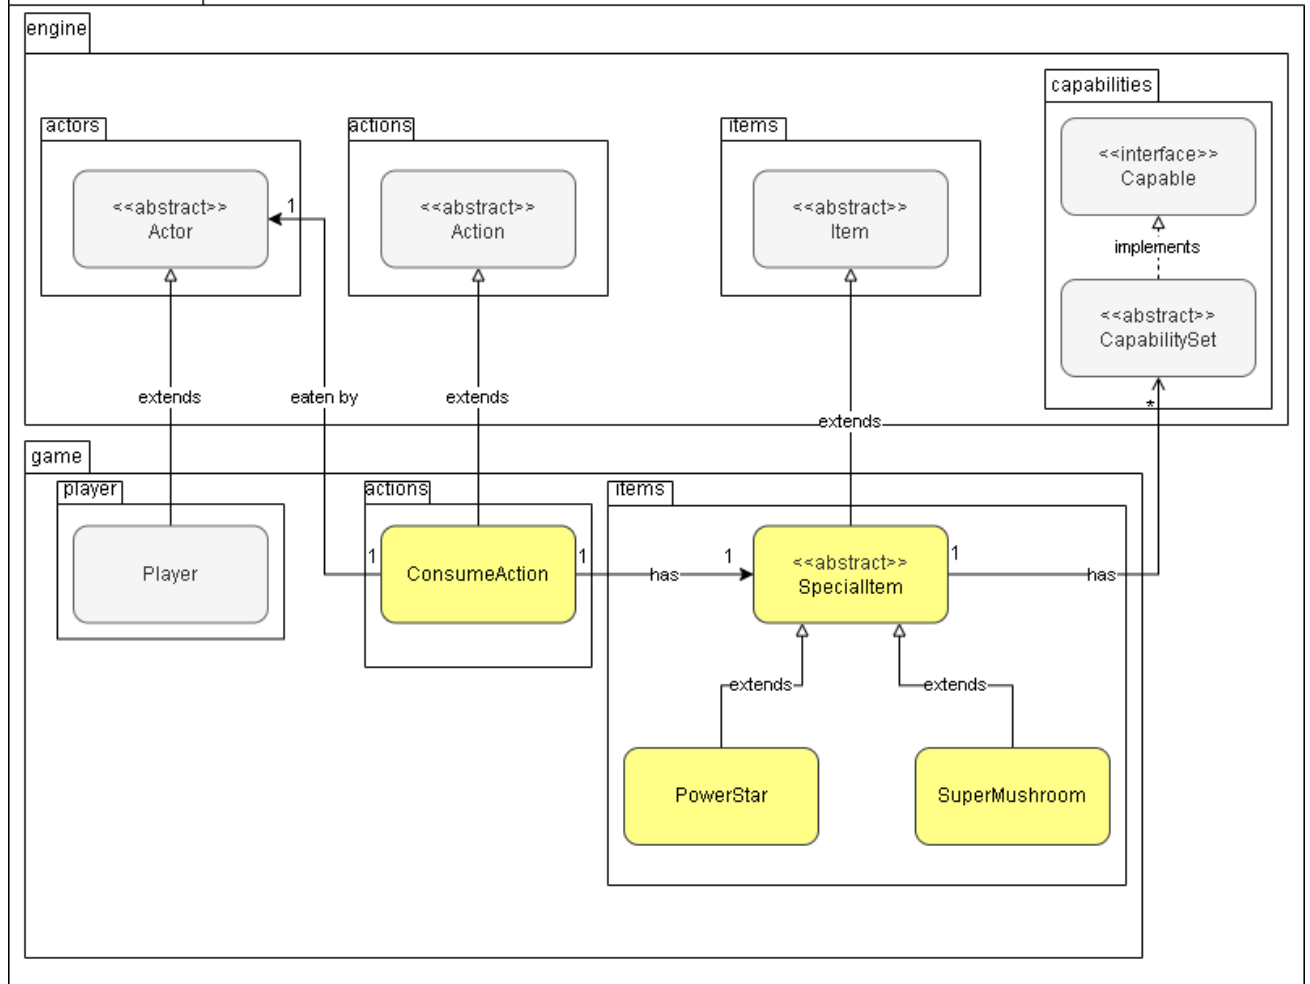 engine
capabilities
actors
actions
items
<<interface>>
Capable
<<abstract>>
Actor
1
<<abstract>>
Action
<<abstract>>
Item
implements
<<abstract>>
CapabilitySet
extends
eaten by
extends
*
extends
game
player
actions
items
Player
1
ConsumeAction
1
has
1
<<abstract>>
SpecialItem
1
has
extends
extends
PowerStar
SuperMushroom